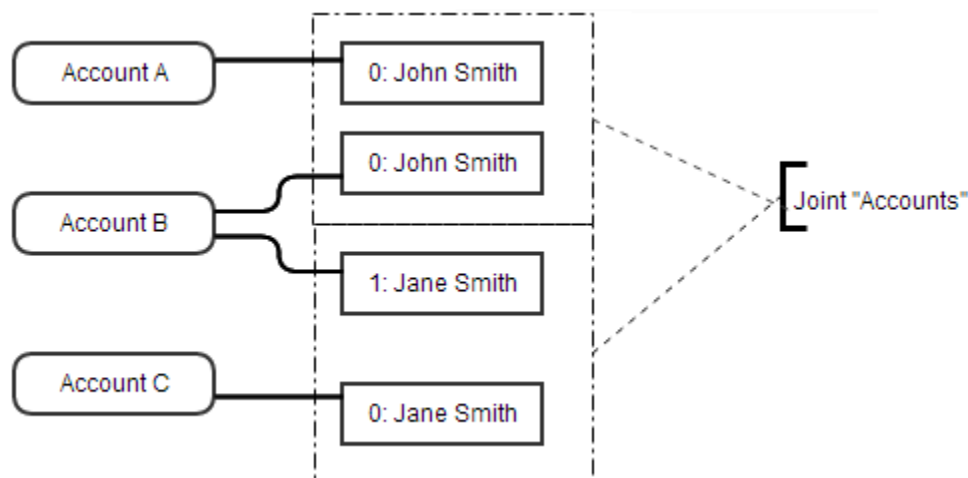 Account A
0: John Smith
0: John Smith
Account B
Joint "Accounts"
1: Jane Smith
Account C
0: Jane Smith